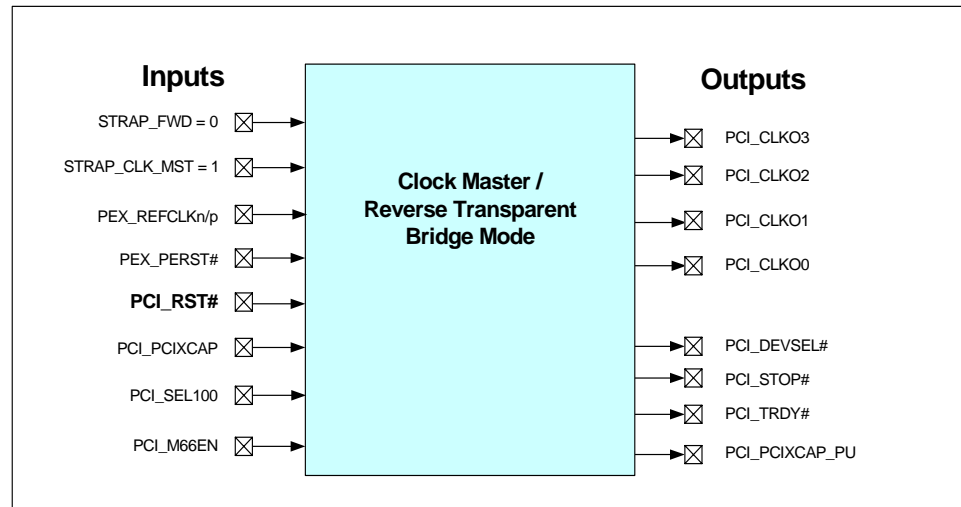 Inputs
STRAP_FWD = 0
STRAP_CLK_MST = 1
PEX_REFCLKn/p
PEX_PERST#
PCI_RST#
PCI_PCIXCAP
PCI_SEL100
PCI_M66EN
Clock Master /
Reverse Transparent
Bridge Mode
Outputs
PCI_CLKO3
PCI_CLKO2
PCI_CLKO1
PCI_CLKO0
PCI_DEVSEL#
PCI_STOP#
PCI_TRDY#
PCI_PCIXCAP_PU